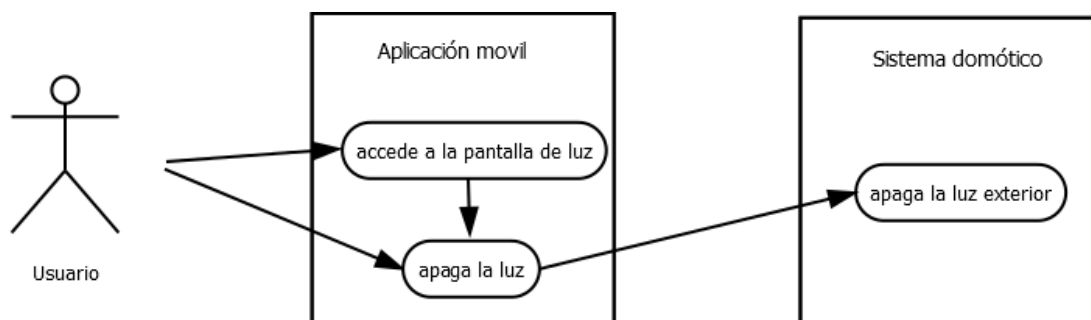 Aplicación movil
Sistema domótico
accede a la pantalla de luz
apaga la luz exterior
apaga la luz
Usuario